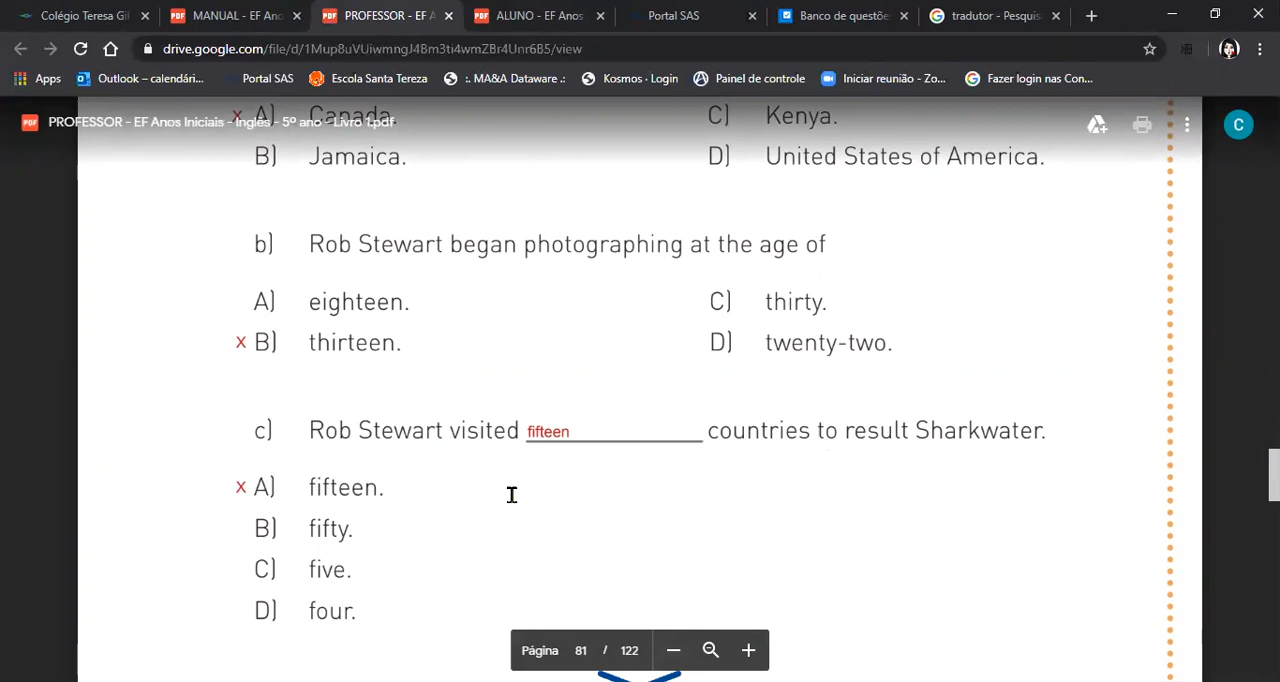 Colégio Teresa Gil
MANUAL - EF Ano
PROFESSOR - EF A
ALUNO - EF Anos
Portal SAS
Banco de questõe
tradutor - Pesquis
drive.google.com/file/d/1Mup8uVUiwmngJ4Bm3ti4wmZBr4Unr6B5/view
Apps
Outlook – calendári...
Portal SAS
Escola Santa Tereza
:. MA&A Dataware .:
Kosmos · Login
Painel de controle
Iniciar reunião - Zo...
Fazer login nas Con...
PROFESSOR - EF Anos Iniciais - Inglês - 5º ano - Livro 1.pdf
C
x A) Canada.
C) Kenya.
B) Jamaica.
D) United States of America.
b) Rob Stewart began photographing at the age of
A) eighteen.
C) thirty.
x B) thirteen.
D) twenty-two.
c) Rob Stewart visited fifteen countries to result Sharkwater.
x A) fifteen.
B) fifty.
C) five.
D) four.
Página 81 / 122